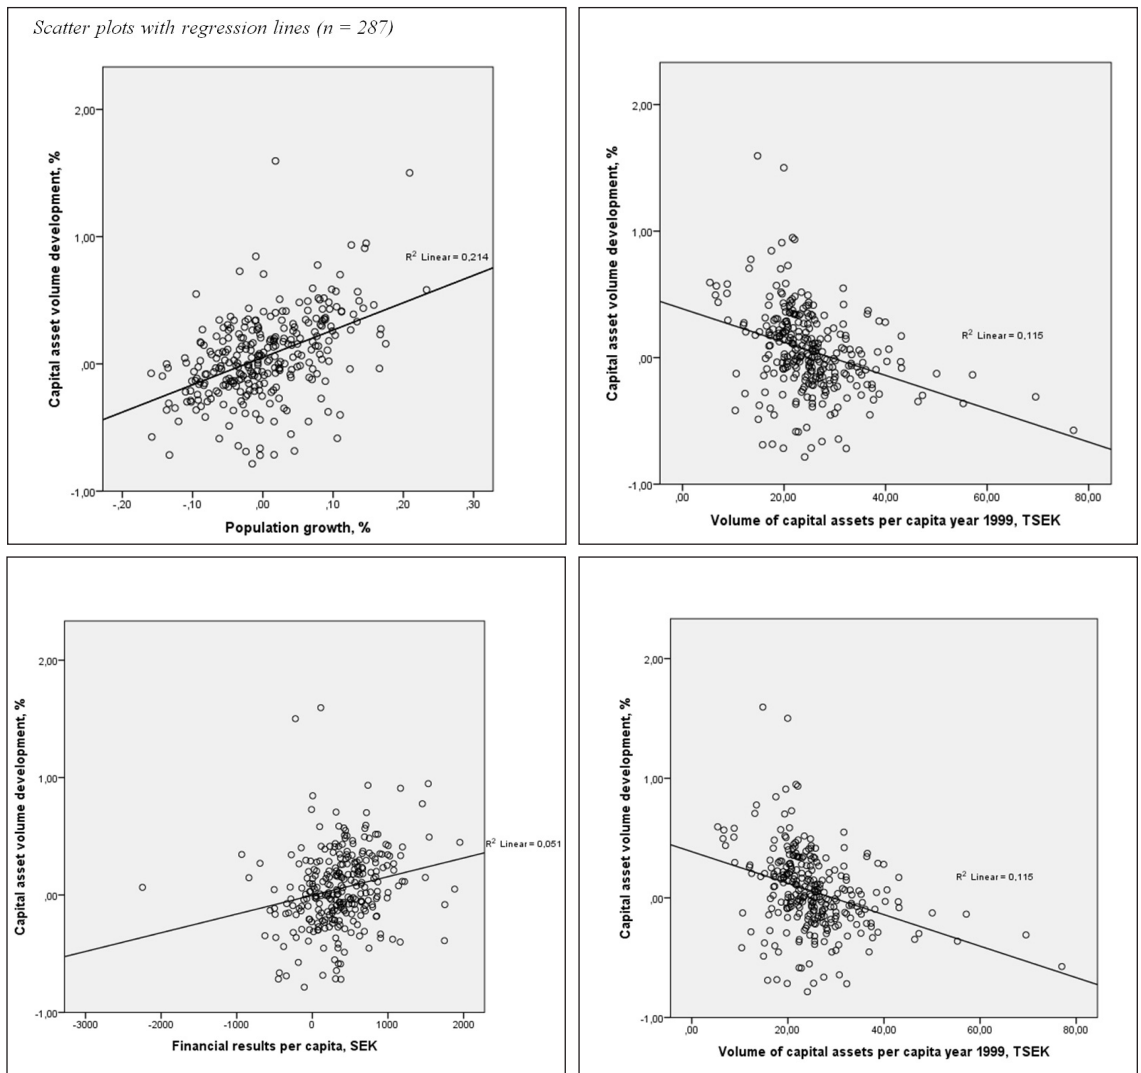 Scatter plots with regression lines (n = 287)
Capital asset volume development, %
2,00
1,00
,00
-1,00
R² Linear = 0,214
-,20 -,10 ,00 ,10 ,20 ,30
Population growth, %
Capital asset volume development, %
2,00
1,00
,00
-1,00
R² Linear = 0,115
,00 20,00 40,00 60,00 80,00
Volume of capital assets per capita year 1999, TSEK
Capital asset volume development, %
2,00
1,00
,00
-1,00
R² Linear = 0,051
-3000 -2000 -1000 0 1000 2000
Financial results per capita, SEK
Capital asset volume development, %
2,00
1,00
,00
-1,00
R² Linear = 0,115
,00 20,00 40,00 60,00 80,00
Volume of capital assets per capita year 1999, TSEK